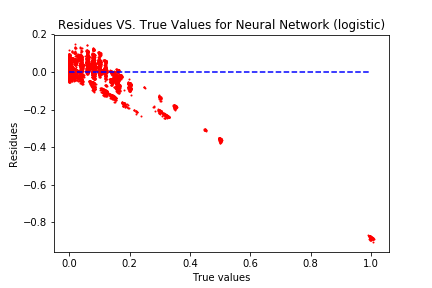 Residues VS. True Values for Neural Network (logistic)
0.2
0.0
−0.2
−0.4
−0.6
−0.8
Residues
0.0 0.2 0.4 0.6 0.8 1.0
True values